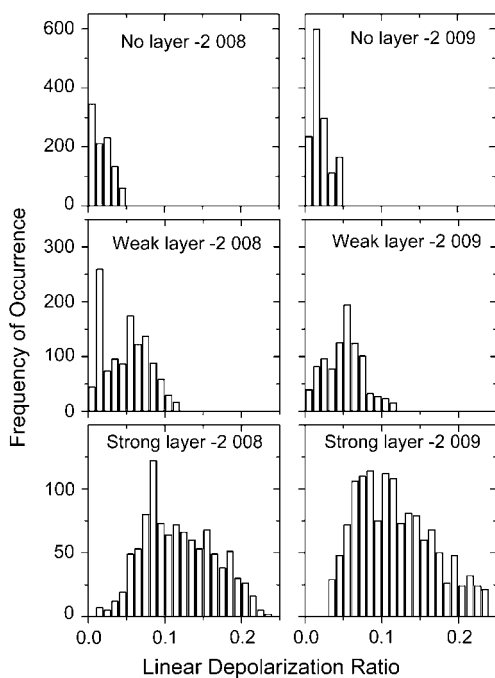 600
400
200
0
No layer -2 008
No layer -2 009
300
200
100
0
Weak layer -2 008
Weak layer -2 009
100
50
0
Strong layer -2 008
Strong layer -2 009
0.0 0.1 0.2
0.0 0.1 0.2
Frequency of Occurrence
Linear Depolarization Ratio